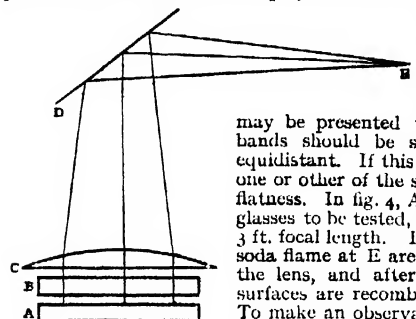 D
E
may be presented
bands should be
equidistant. If this
one or other of the
flatness. In fig. 4, A
glasses to be tested,
3 ft. focal length.
soda flame at E are
the lens, and after
surfaces are recomb
To make an observa
C
B
A